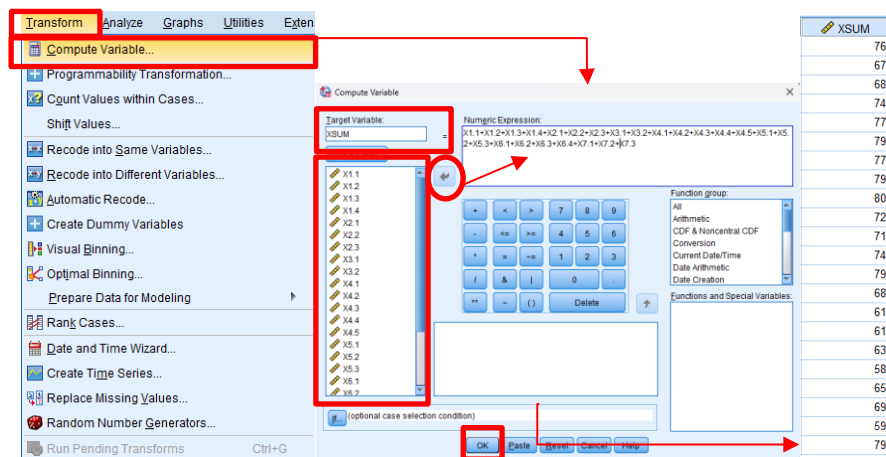 Transform Analyze Graphs Utilities Exten
Compute Variable...
Programmability Transformation...
Count Values within Cases...
Shift Values...
Recode into Same Variables...
Recode into Different Variables...
Automatic Recode...
Create Dummy Variables
Visual Binning...
Optimal Binning...
Prepare Data for Modeling
Rank Cases...
Date and Time Wizard...
Create Time Series...
Replace Missing Values...
Random Number Generators...
Run Pending Transforms Ctrl+G
Compute Variable
Target Variable:
XSUM
=
Numeric Expression:
X1.1+X1.2+X1.3+X1.4+X2.1+X2.2+X2.3+X3.1+X3.2+X4.1+X4.2+X4.3+X4.4+X4.5+X5.1+X5.
2+X5.3+X6.1+X6.2+X6.3+X6.4+X7.1+X7.2+X7.3
X1.1
X1.2
X1.3
X1.4
X2.1
X2.2
X2.3
X3.1
X3.2
X4.1
X4.2
X4.3
X4.4
X4.5
X5.1
X5.2
X5.3
X6.1
X6.2
+ < > 7 8 9
- <= >= 4 5 6
* = ~= 1 2 3
/ & | 0 .
** ~ ( ) Delete
Function group:
All
Arithmetic
CDF & Noncentral CDF
Conversion
Current Date/Time
Date Arithmetic
Date Creation
Functions and Special Variables:
If... (optional case selection condition)
OK Paste Reset Cancel Help
XSUM
76
67
68
74
77
79
77
79
80
72
71
74
79
68
61
61
63
58
65
69
59
79